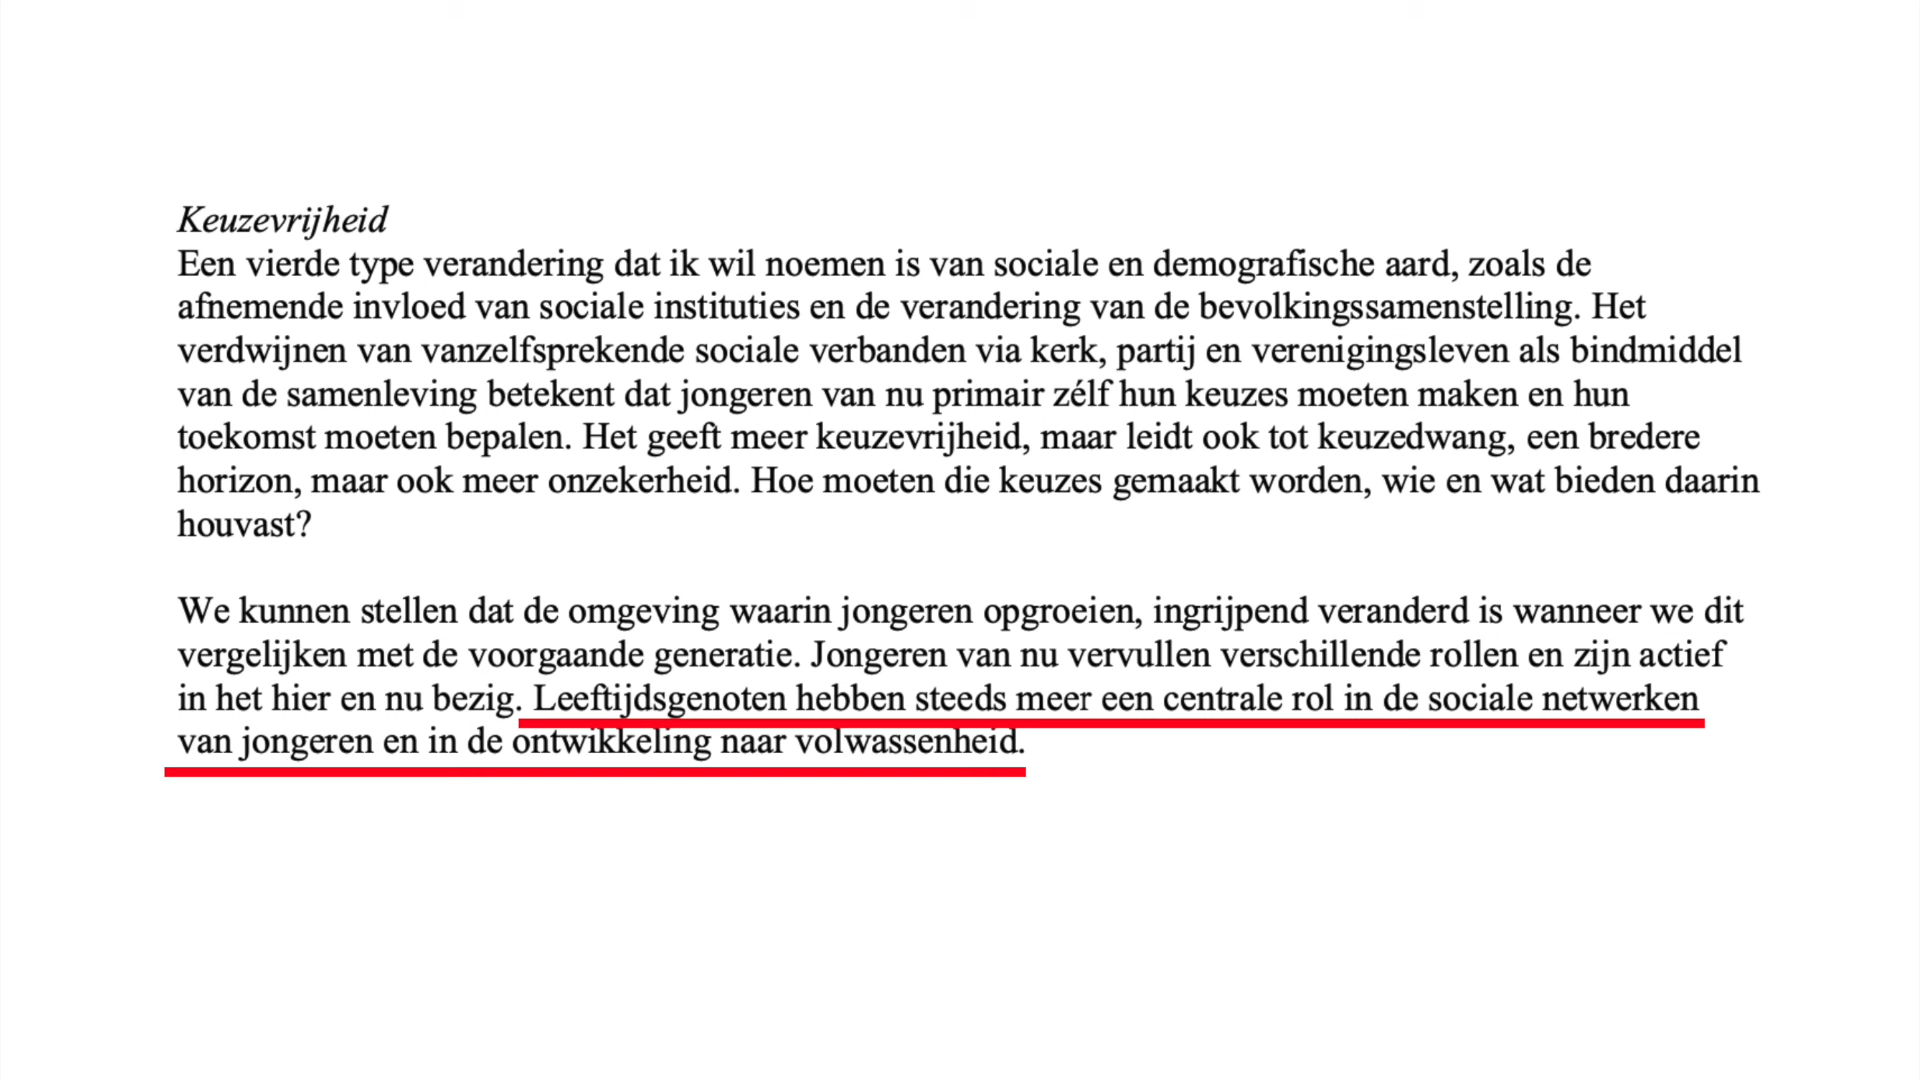 Keuzevrijheid
Een vierde type verandering dat ik wil noemen is van sociale en demografische aard, zoals de
afnemende invloed van sociale instituties en de verandering van de bevolkingssamenstelling. Het
verdwijnen van vanzelfsprekende sociale verbanden via kerk, partij en verenigingsleven als bindmiddel
van de samenleving betekent dat jongeren van nu primair zélf hun keuzes moeten maken en hun
toekomst moeten bepalen. Het geeft meer keuzevrijheid, maar leidt ook tot keuzedwang, een bredere
horizon, maar ook meer onzekerheid. Hoe moeten die keuzes gemaakt worden, wie en wat bieden daarin
houvast?
We kunnen stellen dat de omgeving waarin jongeren opgroeien, ingrijpend veranderd is wanneer we dit
vergelijken met de voorgaande generatie. Jongeren van nu vervullen verschillende rollen en zijn actief
in het hier en nu bezig. Leeftijdsgenoten hebben steeds meer een centrale rol in de sociale netwerken
van jongeren en in de ontwikkeling naar volwassenheid.